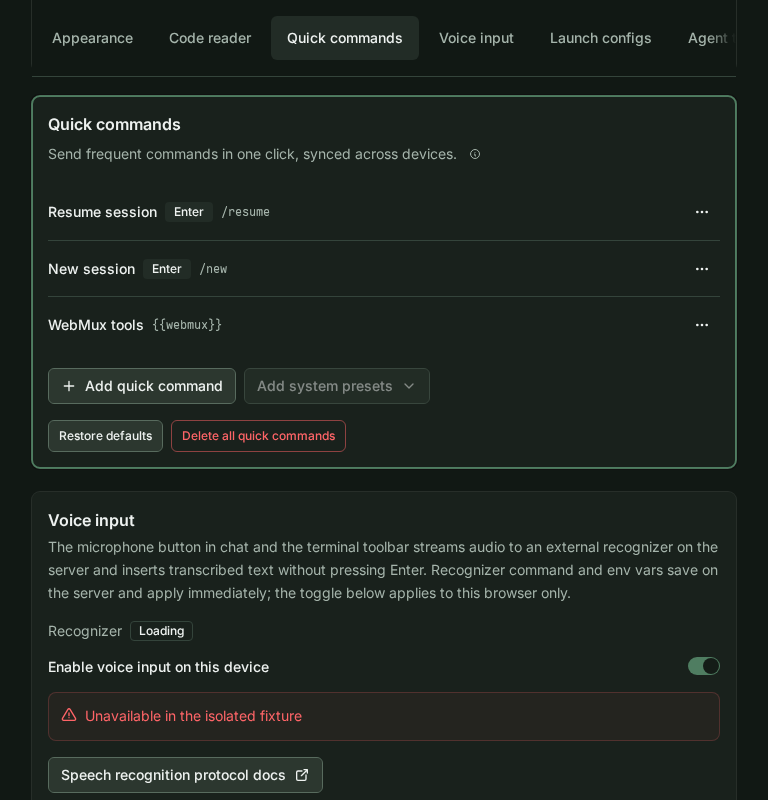 Appearance Code reader Quick commands Voice input Launch configs Agent
Quick commands
Send frequent commands in one click, synced across devices.
Resume session Enter /resume
New session Enter /new
WebMux tools {{webmux}}
Add quick command Add system presets
Restore defaults Delete all quick commands
Voice input
The microphone button in chat and the terminal toolbar streams audio to an external recognizer on the
server and inserts transcribed text without pressing Enter. Recognizer command and env vars save on
the server and apply immediately; the toggle below applies to this browser only.
Recognizer Loading
Enable voice input on this device
Unavailable in the isolated fixture
Speech recognition protocol docs